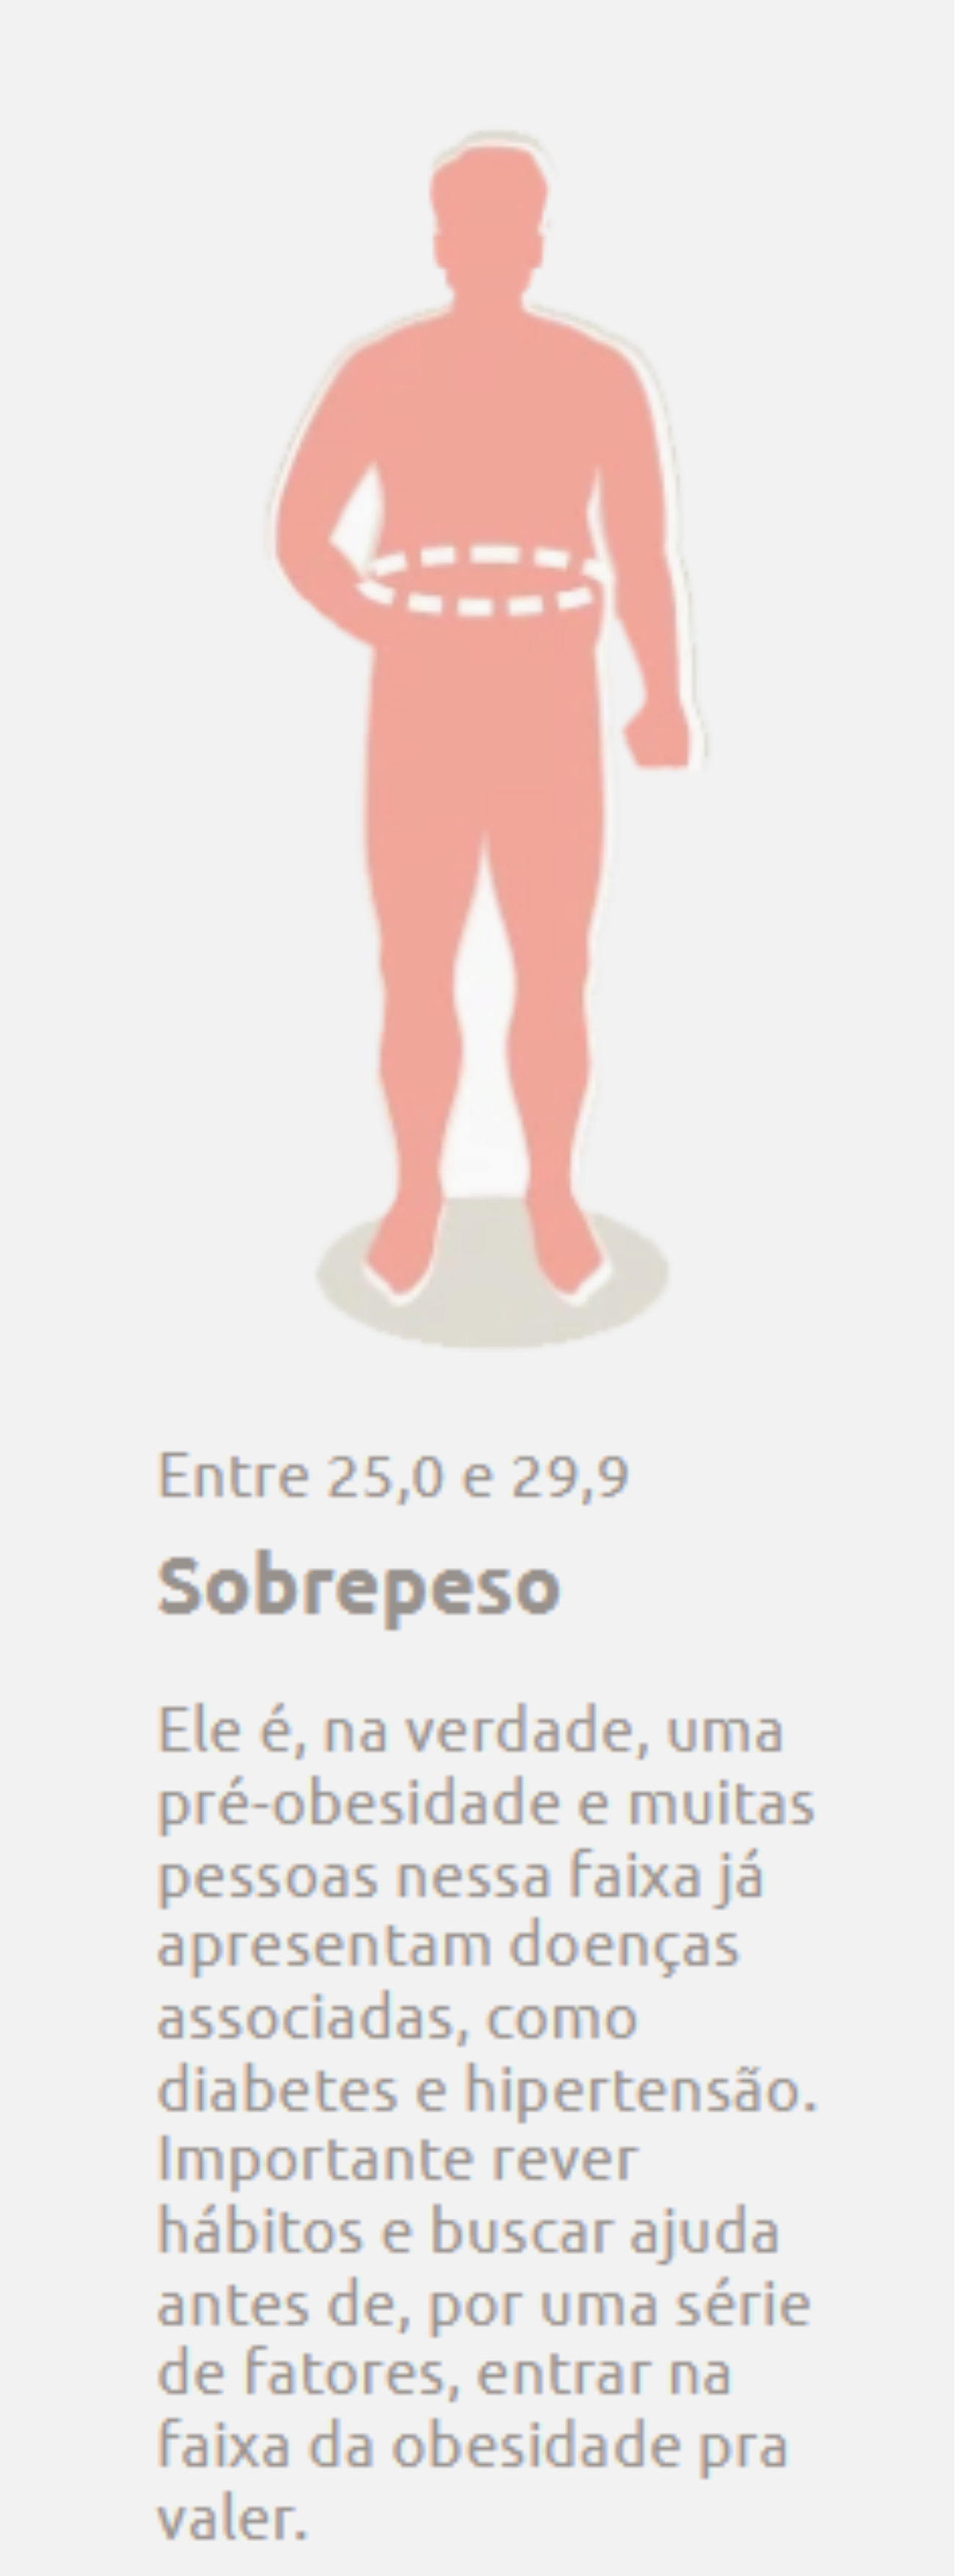 Entre 25,0 e 29,9
Sobrepeso
Ele é, na verdade, uma
pré-obesidade e muitas
pessoas nessa faixa já
apresentam doenças
associadas, como
diabetes e hipertensão.
Importante rever
hábitos e buscar ajuda
antes de, por uma série
de fatores, entrar na
faixa da obesidade pra
valer.